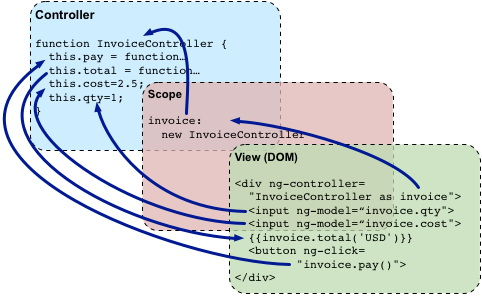 Controller
function InvoiceController {
this.pay = function…
this.total = function…
this.cost=2.5;
this.qty=1;
}
Scope
invoice:
new InvoiceController
View (DOM)
<div ng-controller=
"InvoiceController as invoice">
<input ng-model=“invoice.qty">
<input ng-model=“invoice.cost">
{{invoice.total('USD')}}
<button ng-click=
"invoice.pay()">
</div>